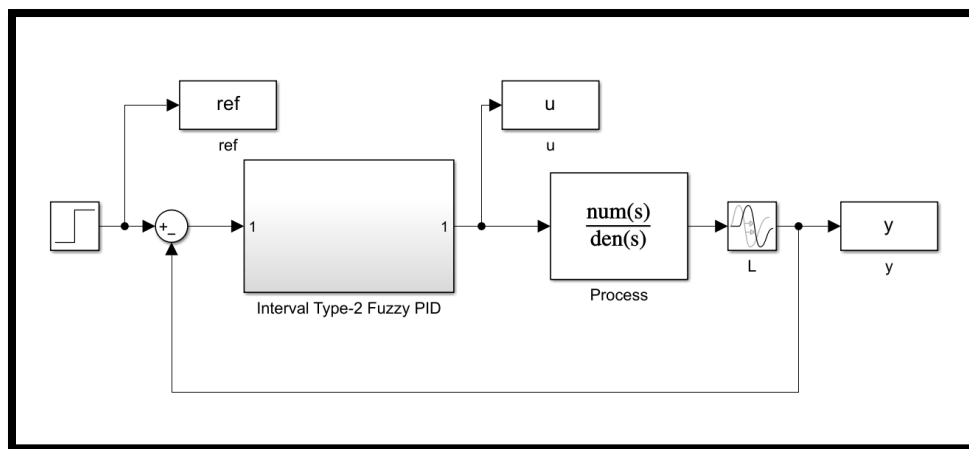 ref
ref
u
u
+
−
1
1
Interval Type-2 Fuzzy PID
num(s)
den(s)
Process
L
y
y